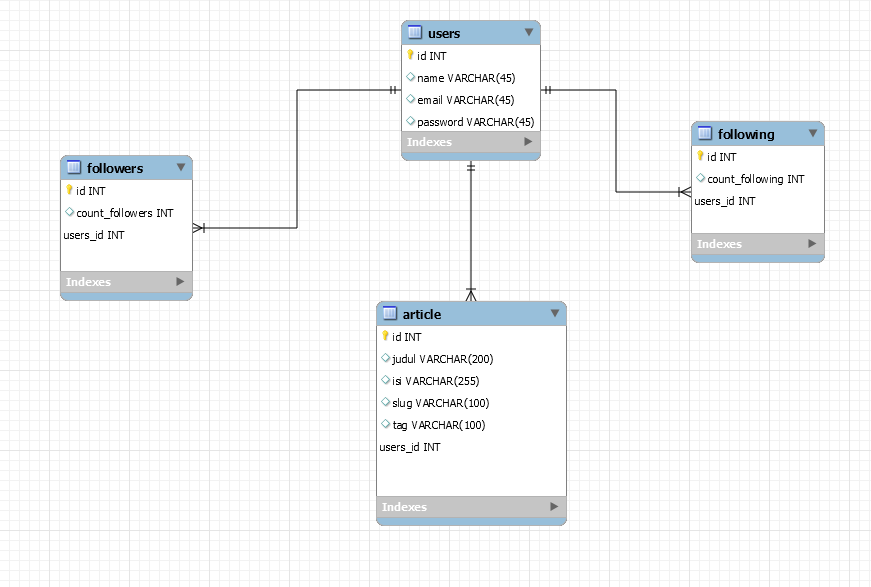 users
id INT
name VARCHAR(45)
email VARCHAR(45)
password VARCHAR(45)
Indexes
following
id INT
count_following INT
users_id INT
Indexes
followers
id INT
count_followers INT
users_id INT
Indexes
article
id INT
judul VARCHAR(200)
isi VARCHAR(255)
slug VARCHAR(100)
tag VARCHAR(100)
users_id INT
Indexes